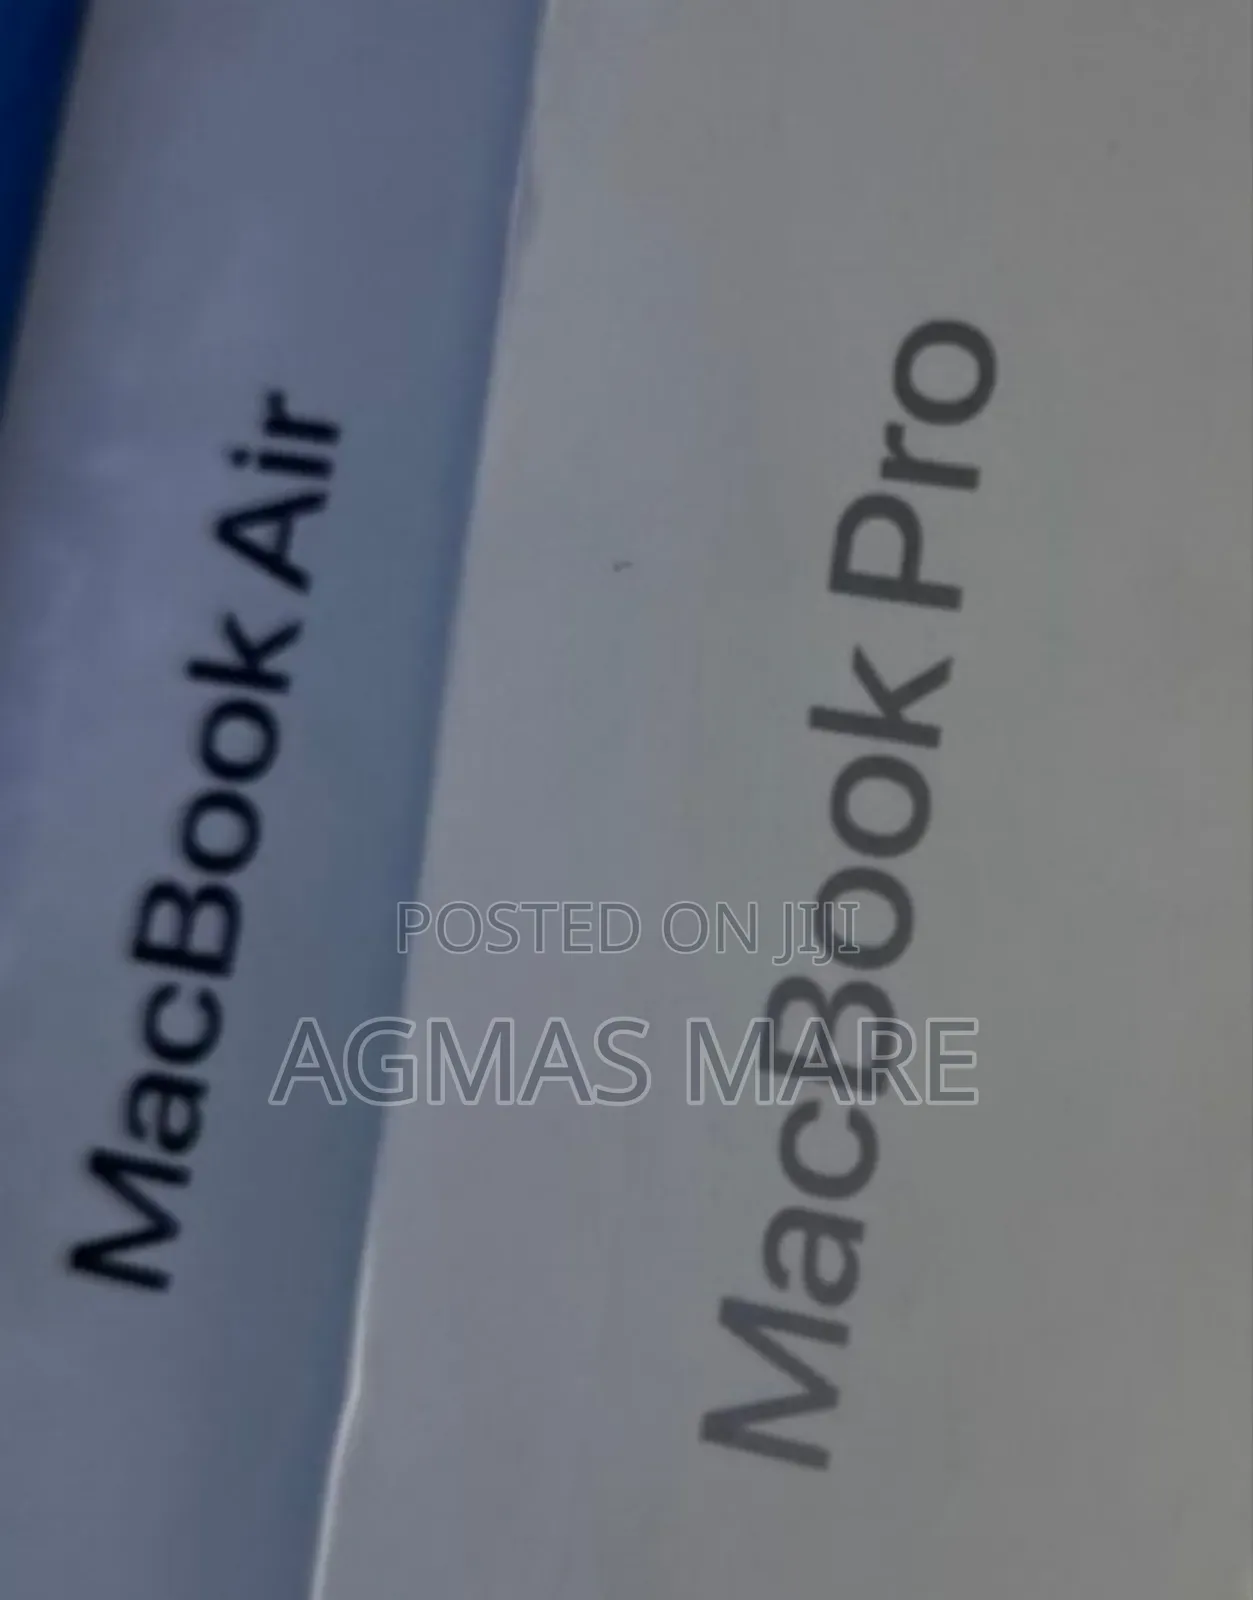 MacBook Air
MacBook Pro
POSTED ON JIJI
AGMAS MARE